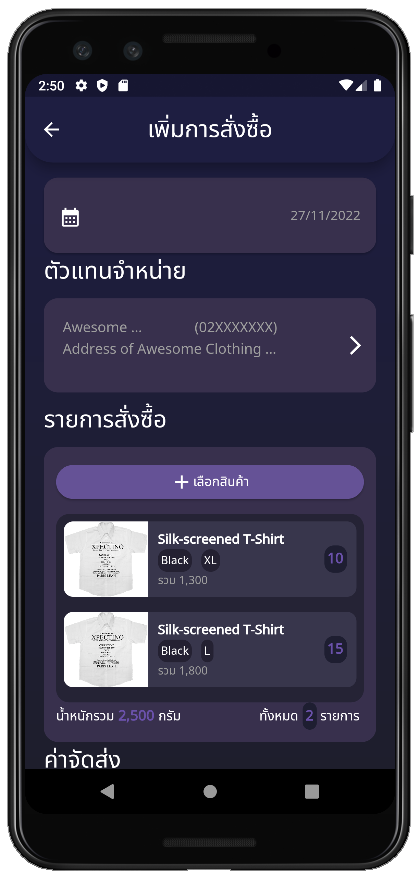 2:50
เพิ่มการสั่งซื้อ
27/11/2022
ตัวแทนจำหน่าย
Awesome ... (02XXXXXXX)
Address of Awesome Clothing ...
รายการสั่งซื้อ
เลือกสินค้า
Silk-screened T-Shirt
Black XL
10
รวม 1,300
Silk-screened T-Shirt
Black L
15
รวม 1,800
น้ำหนักรวม 2,500 กรัม
ทั้งหมด 2 รายการ
ค่าจัดส่ง